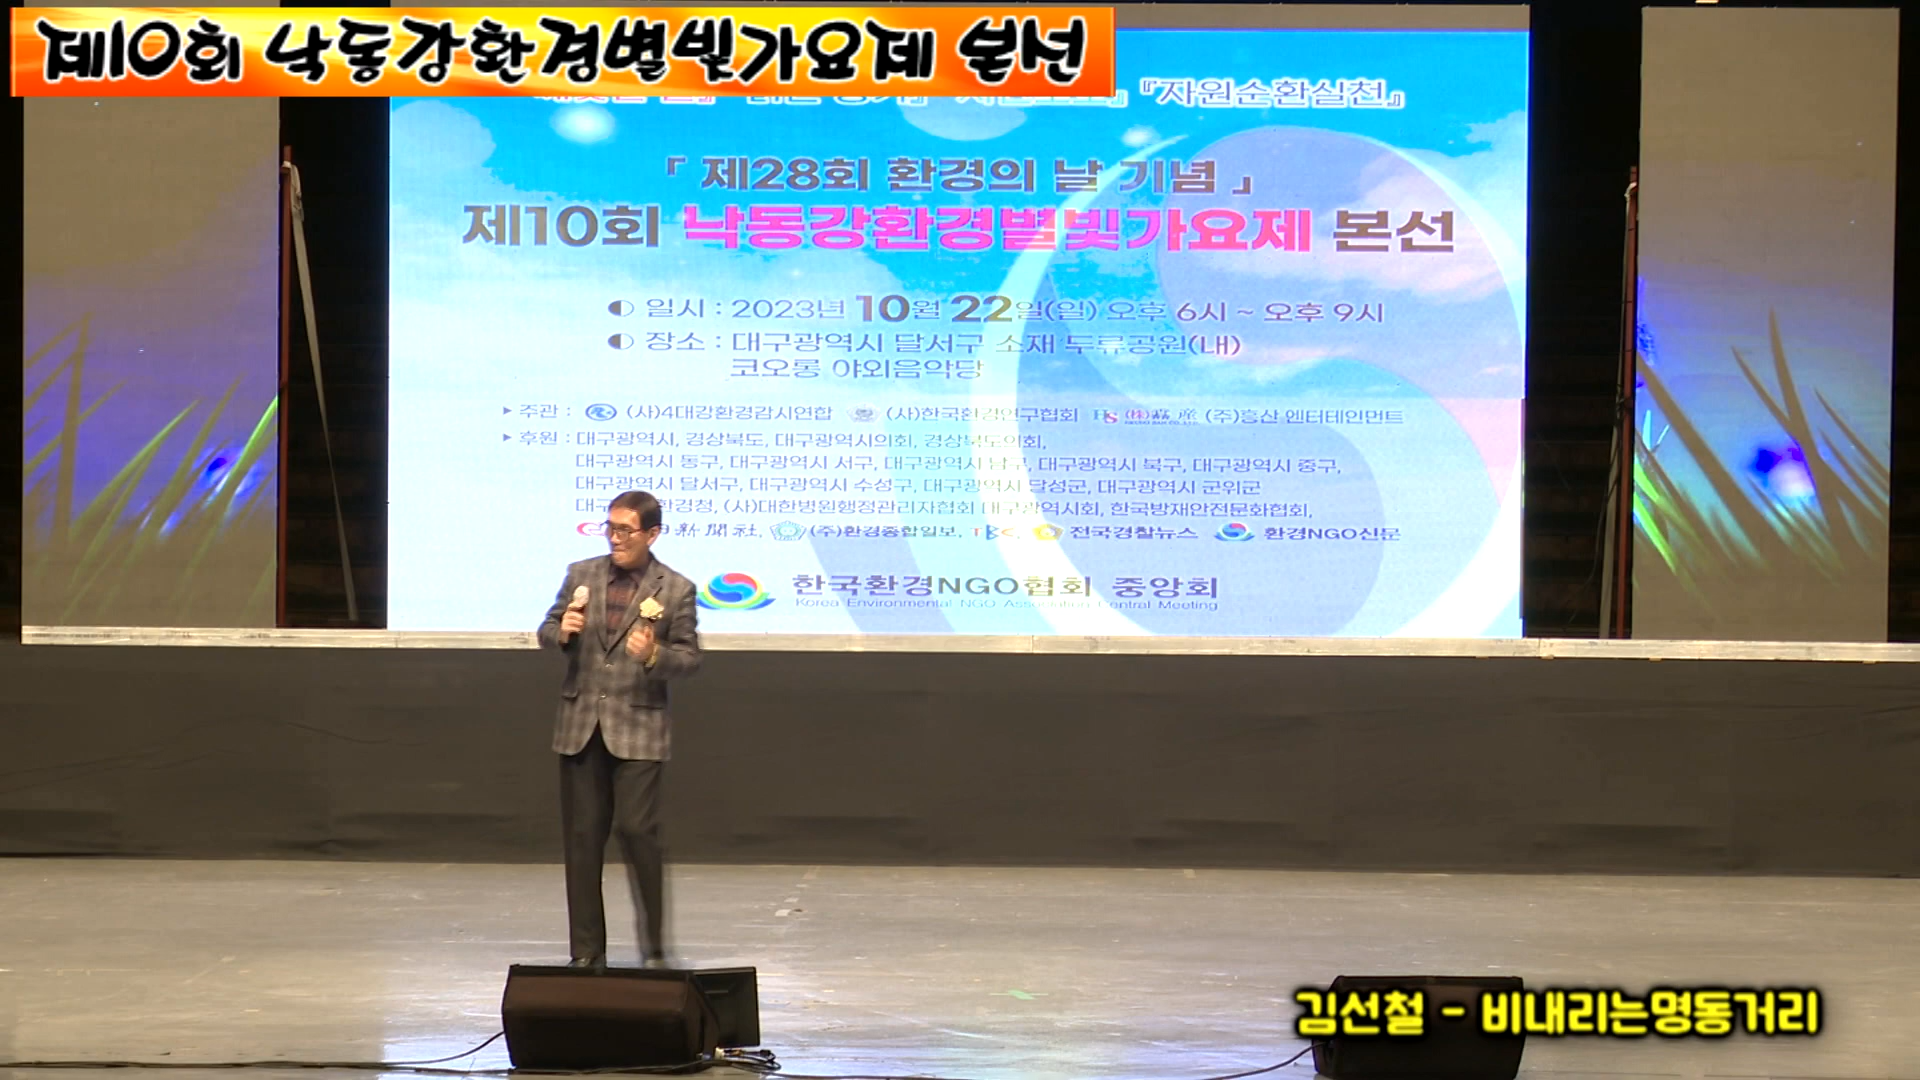 제10회 낙동강환경별빛가요제 본선
『자원순환실천』
「 제28회 환경의 날 기념 」
제10회 낙동강환경별빛가요제 본선
일시 : 2023년 10월 22일(일) 오후 6시 ~ 오후 9시
장소 : 대구광역시 달서구 소재 두류공원(내)
코오롱 야외음악당
주관 : (사)4대강환경감시연합 (사)한국환경연구협회 HS (주)흥산 엔터테인먼트
후원 : 대구광역시, 경상북도, 대구광역시의회, 경상북도의회,
대구광역시 동구, 대구광역시 서구, 대구광역시 남구, 대구광역시 북구, 대구광역시 중구,
대구광역시 달서구, 대구광역시 수성구, 대구광역시 달성군, 대구광역시 군위군
환경청, (사)대한병원행정관리자협회 대구광역시회, 한국방재안전문화협회,
新聞社, (주)환경종합일보, TBC, 전국경찰뉴스 환경NGO신문
한국환경NGO협회 중앙회
Korea Environmental NGO Association Central Meeting
김선철 - 비내리는명동거리